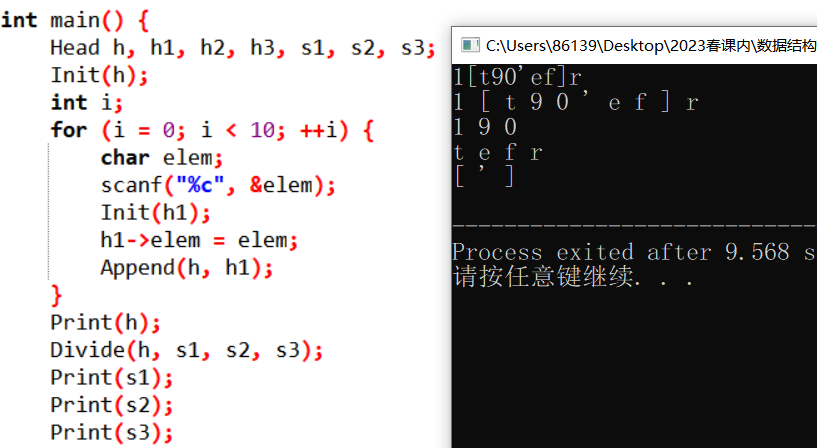 int main() {
Head h, h1, h2, h3, s1, s2, s3;
Init(h);
int i;
for (i = 0; i < 10; ++i) {
char elem;
scanf("%c", &elem);
Init(h1);
h1->elem = elem;
Append(h, h1);
}
Print(h);
Divide(h, s1, s2, s3);
Print(s1);
Print(s2);
Print(s3);
C:\Users\86139\Desktop\2023春课内\数据结构
1[t90'ef]r
1 [ t 9 0 ' e f ] r
1 9 0
t e f r
[ ' ]
--------------------------------
Process exited after 9.568 s
请按任意键继续. . .